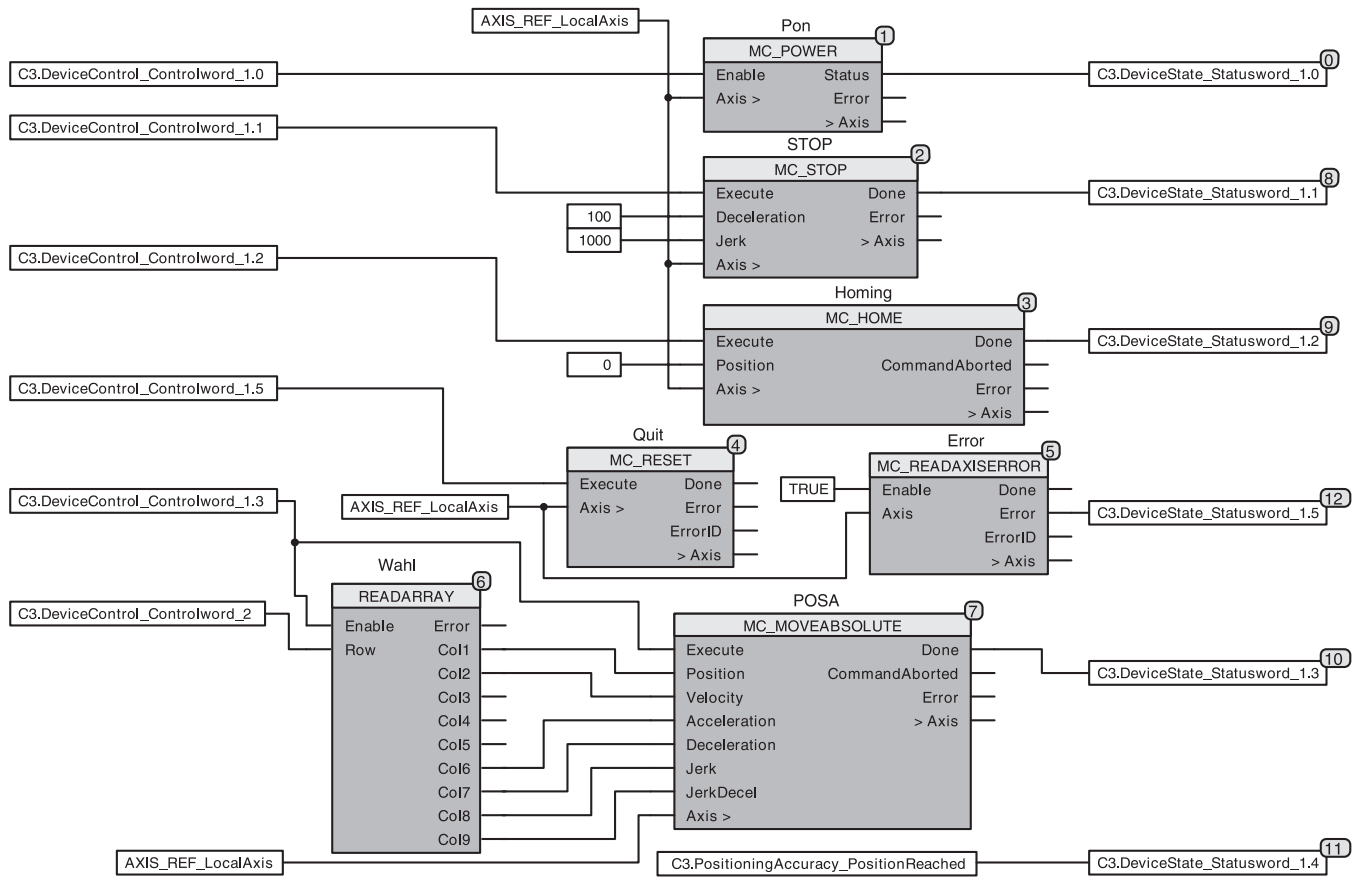 AXIS_REF_LocalAxis
Pon
1
MC_POWER
0
C3.DeviceControl_Controlword_1.0
Enable Status
C3.DeviceState_Statusword_1.0
Axis > Error
> Axis
C3.DeviceControl_Controlword_1.1
STOP
2
MC_STOP
8
Execute Done
C3.DeviceState_Statusword_1.1
100
Deceleration Error
1000
Jerk > Axis
Axis >
C3.DeviceControl_Controlword_1.2
Homing
3
MC_HOME
9
Execute Done
C3.DeviceState_Statusword_1.2
0
Position CommandAborted
Axis > Error
> Axis
C3.DeviceControl_Controlword_1.5
Quit
4
MC_RESET
Execute Done
AXIS_REF_LocalAxis
Axis > Error
ErrorID
> Axis
Error
5
MC_READAXISERROR
TRUE
Enable Done
Axis Error
ErrorID
> Axis
12
C3.DeviceState_Statusword_1.5
C3.DeviceControl_Controlword_1.3
Wahl
6
READARRAY
C3.DeviceControl_Controlword_2
Enable Error
Row Col1
Col2
Col3
Col4
Col5
Col6
Col7
Col8
Col9
POSA
7
MC_MOVEABSOLUTE
Execute Done
Position CommandAborted
Velocity Error
Acceleration > Axis
Deceleration
Jerk
JerkDecel
Axis >
10
C3.DeviceState_Statusword_1.3
AXIS_REF_LocalAxis
C3.PositioningAccuracy_PositionReached
11
C3.DeviceState_Statusword_1.4